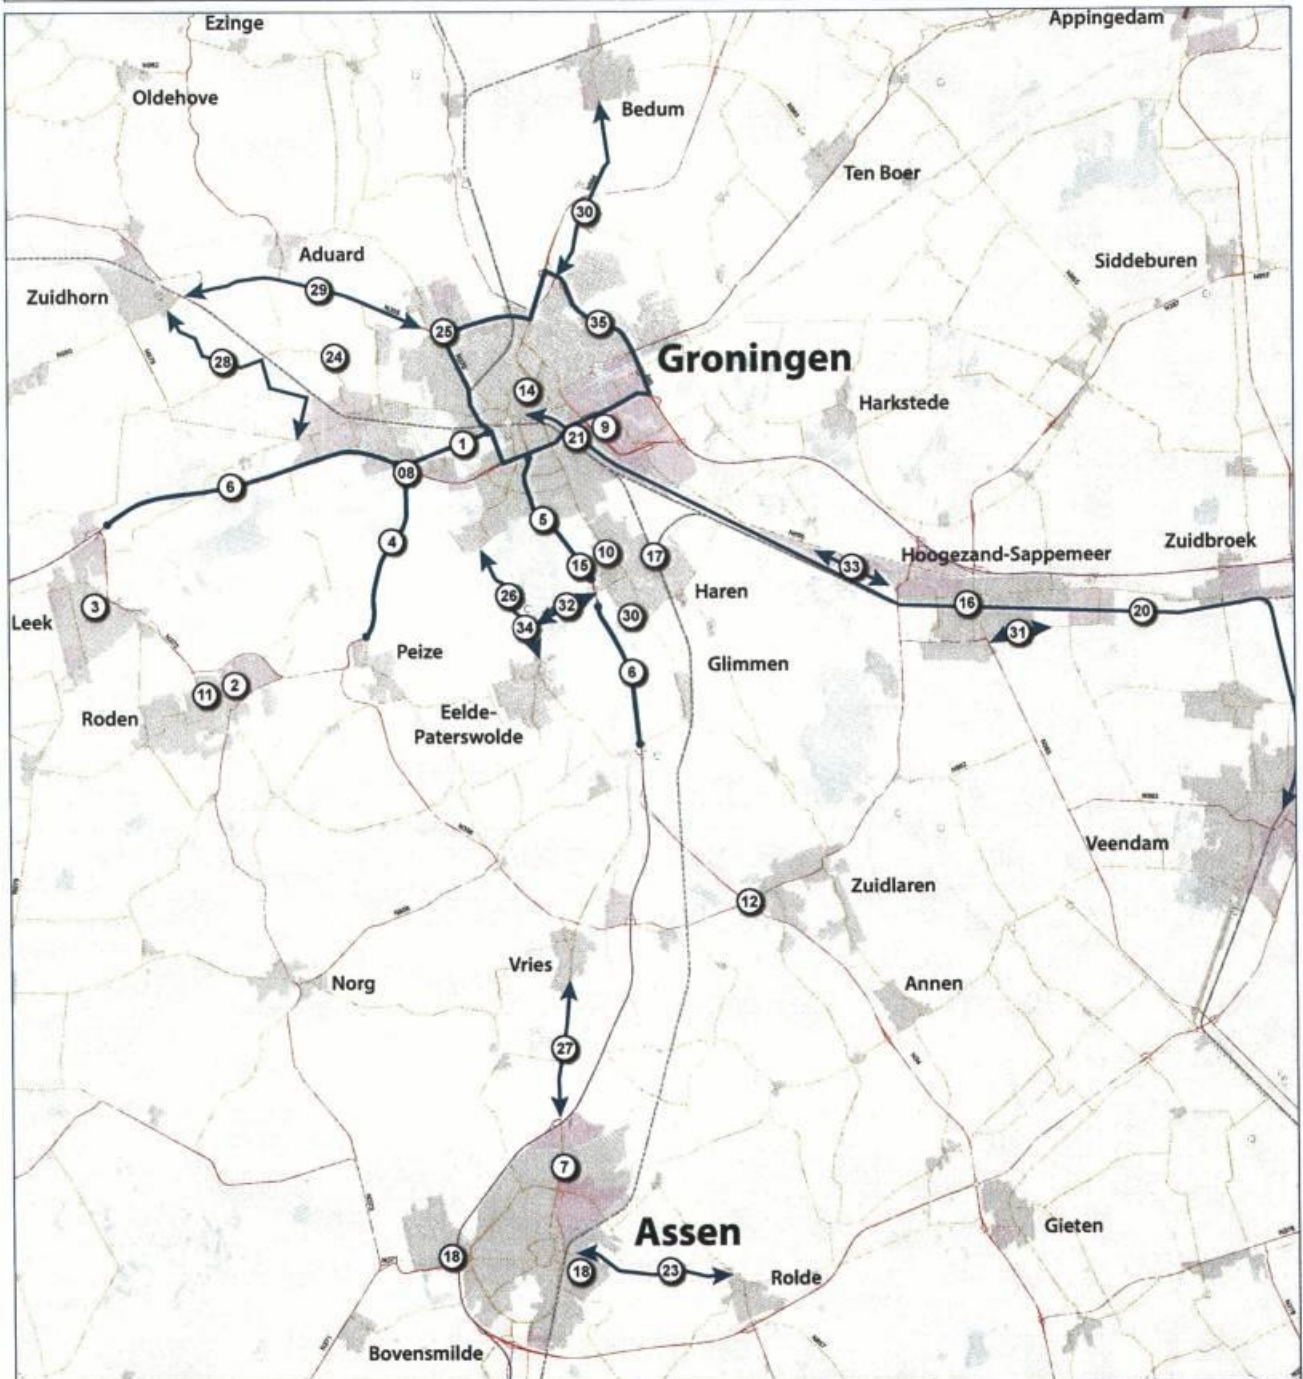 Ezinge
Appingedam
Oldehove
Bedum
Ten Boer
30
Aduard
Siddeburen
29
Zuidhorn
25
35
28
24
Groningen
14
Harkstede
9
21
1
08
6
5
4
10
15
17
33
Hoogezand-Sappemeer
Zuidbroek
Haren
26
32
16
20
3
30
34
31
Leek
Peize
Glimmen
6
11
2
Roden
Eelde-
Paterswolde
Veendam
12
Zuidlaren
Vries
Norg
Annen
27
7
Assen
Gieten
18
18
23
Rolde
Bovensmilde